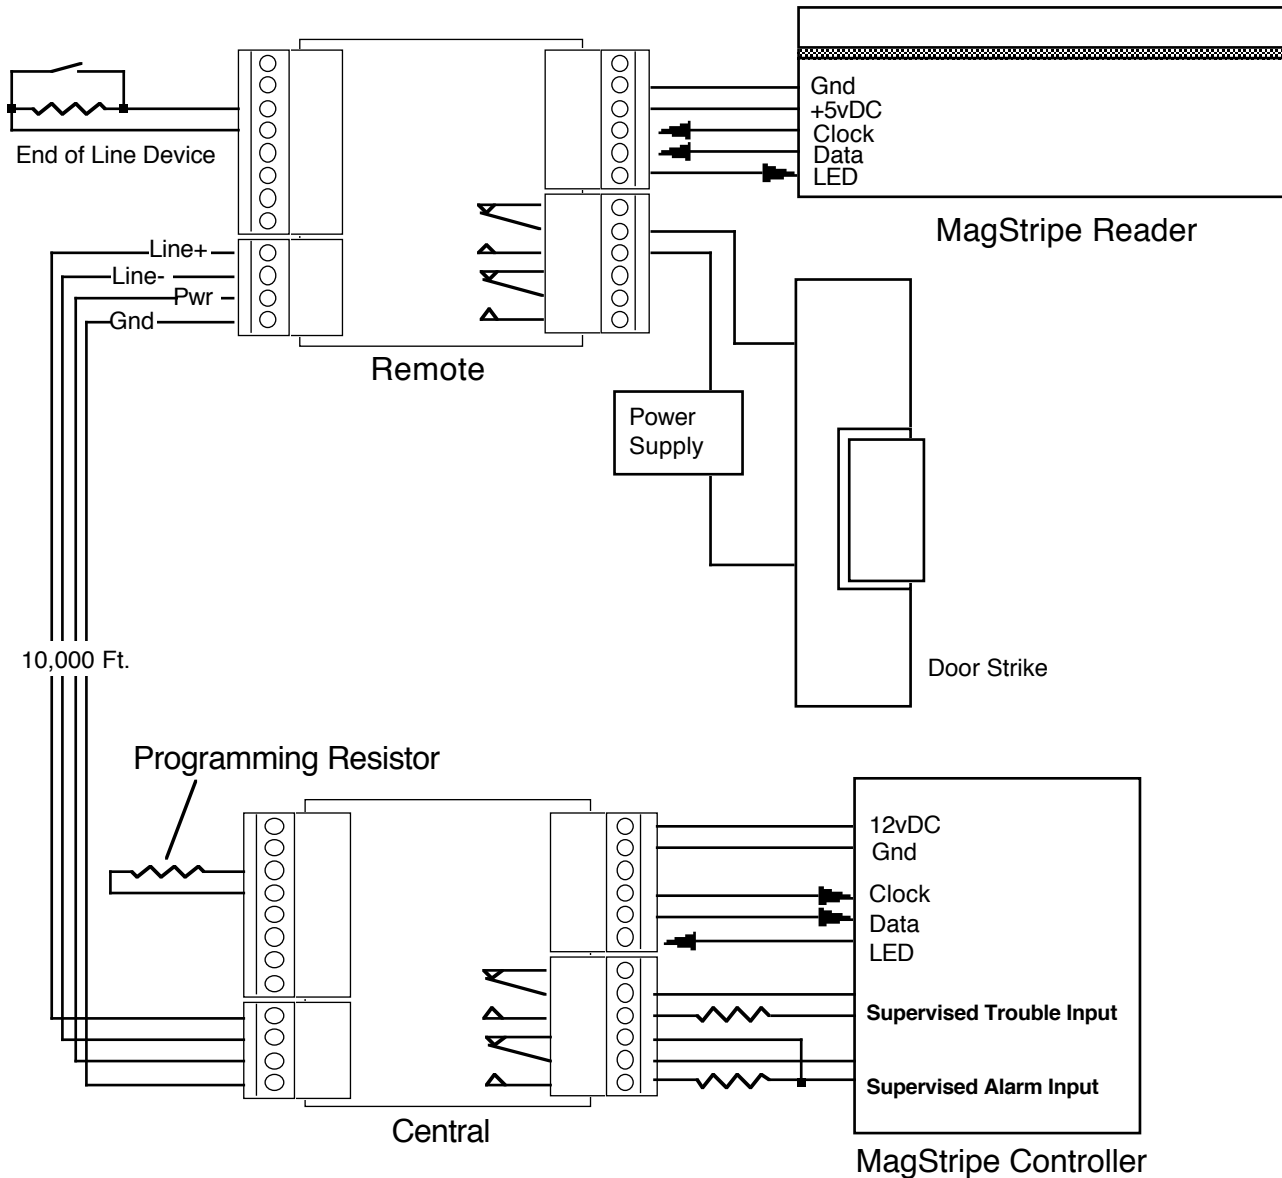 Gnd
+5vDC
Clock
Data
LED
MagStripe Reader
End of Line Device
Line+
Line-
Pwr
Gnd
Remote
Power
Supply
10,000 Ft.
Door Strike
Programming Resistor
12vDC
Gnd
Clock
Data
LED
Supervised Trouble Input
Supervised Alarm Input
Central
MagStripe Controller